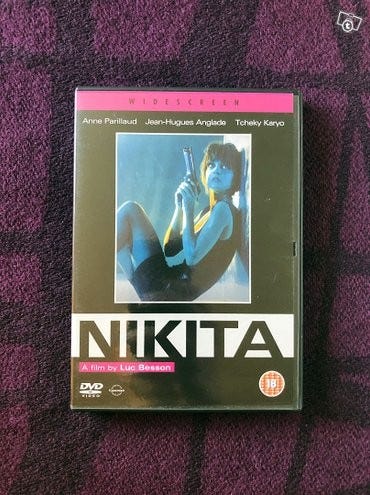 WIDESCREEN
Anne Parillaud Jean-Hugues Anglade Tcheky Karyo
NIKITA
A film by Luc Besson
DVD
VIDEO
18